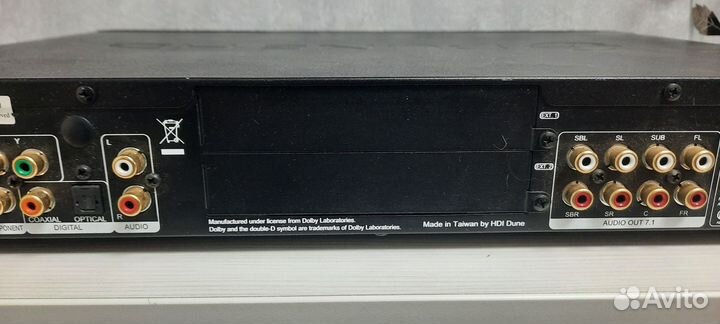 Y
L
EXT. 1
SBL SL SUB FL
EXT. 2
COAXIAL OPTICAL
R
SBR SR C FR
DIGITAL
AUDIO
AUDIO OUT 7.1
Manufactured under license from Dolby Laboratories.
Dolby and the double-D symbol are trademarks of Dolby Laboratories.
Made in Taiwan by HDI Dune
Avito